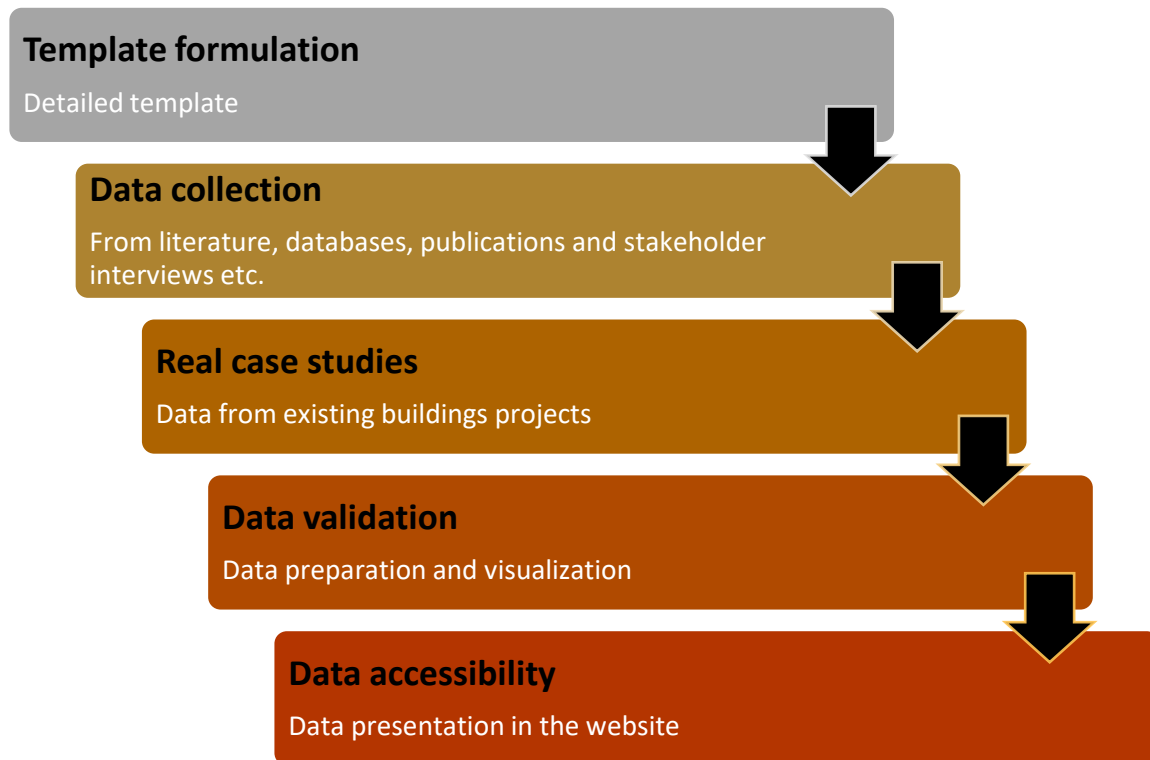 Template formulation
Detailed template
Data collection
From literature, databases, publications and stakeholder
interviews etc.
Real case studies
Data from existing buildings projects
Data validation
Data preparation and visualization
Data accessibility
Data presentation in the website